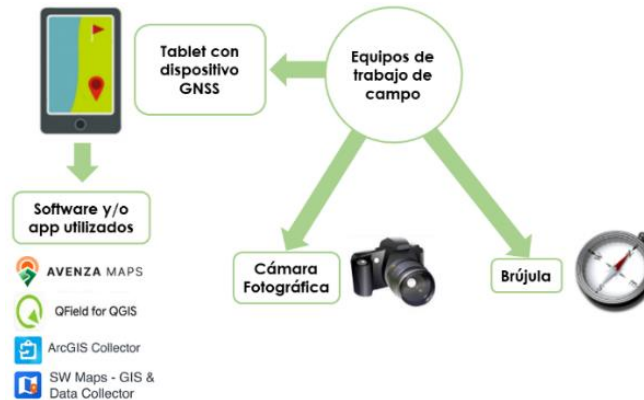 Tablet con
dispositivo
GNSS
Equipos de
trabajo de
campo
Software y/o
app utilizados
AVENZA MAPS
QField for QGIS
ArcGIS Collector
SW Maps - GIS &
Data Collector
Cámara
Fotográfica
Brújula